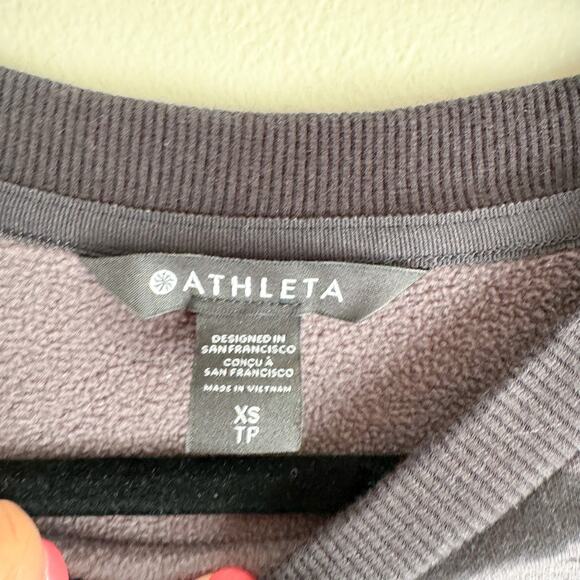 ATHLETA
DESIGNED IN
SAN FRANCISCO
CONÇU À
SAN FRANCISCO
MADE IN VIETNAM
XS
TP